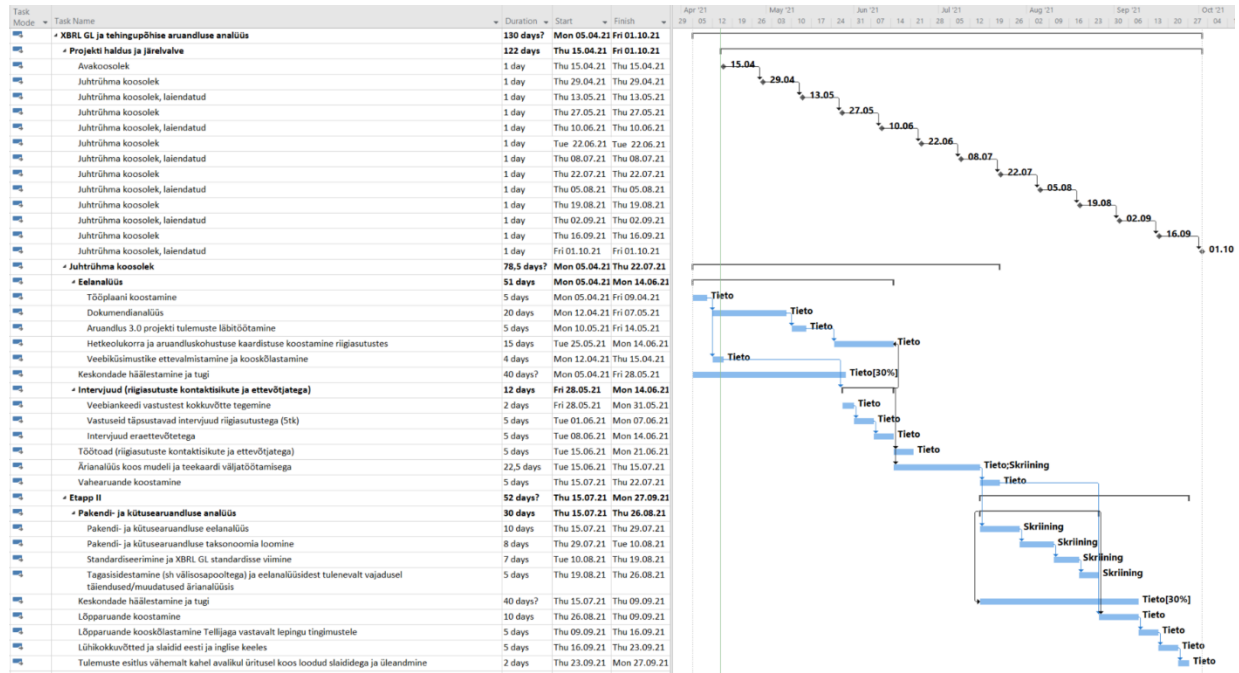 Task Mode Task Name Duration Start Finish
Apr '21 May '21 Jun '21 Jul '21 Aug '21 Sep '21 Oct '21
29 05 12 19 26 03 10 17 24 31 07 14 21 28 05 12 19 26 02 09 16 23 30 06 13 20 27 04
XBRL GL ja tehingupõhise aruandluse analüüs 130 days? Mon 05.04.21 Fri 01.10.21
Projekti haldus ja järelvalve 122 days Thu 15.04.21 Fri 01.10.21
Avakoosolek 1 day Thu 15.04.21 Thu 15.04.21 15.04
Juhtrühma koosolek 1 day Thu 29.04.21 Thu 29.04.21 29.04
Juhtrühma koosolek, laiendatud 1 day Thu 13.05.21 Thu 13.05.21 13.05
Juhtrühma koosolek 1 day Thu 27.05.21 Thu 27.05.21 27.05
Juhtrühma koosolek, laiendatud 1 day Thu 10.06.21 Thu 10.06.21 10.06
Juhtrühma koosolek 1 day Tue 22.06.21 Tue 22.06.21 22.06
Juhtrühma koosolek, laiendatud 1 day Thu 08.07.21 Thu 08.07.21 08.07
Juhtrühma koosolek 1 day Thu 22.07.21 Thu 22.07.21 22.07
Juhtrühma koosolek, laiendatud 1 day Thu 05.08.21 Thu 05.08.21 05.08
Juhtrühma koosolek 1 day Thu 19.08.21 Thu 19.08.21 19.08
Juhtrühma koosolek, laiendatud 1 day Thu 02.09.21 Thu 02.09.21 02.09
Juhtrühma koosolek 1 day Thu 16.09.21 Thu 16.09.21 16.09
Juhtrühma koosolek, laiendatud 1 day Fri 01.10.21 Fri 01.10.21 01.10
Juhtrühma koosolek 78,5 days? Mon 05.04.21 Thu 22.07.21
Eelanalüüs 51 days Mon 05.04.21 Mon 14.06.21
Tööplaani koostamine 5 days Mon 05.04.21 Fri 09.04.21 Tieto
Dokumendianalüüs 20 days Mon 12.04.21 Fri 07.05.21 Tieto
Aruandlus 3.0 projekti tulemuste läbitöötamine 5 days Mon 10.05.21 Fri 14.05.21 Tieto
Hetkeolukorra ja aruandluskohustuse kaardistuse koostamine riigiasutustes 15 days Tue 25.05.21 Mon 14.06.21 Tieto
Veebiküsimustike ettevalmistamine ja kooskõlastamine 4 days Mon 12.04.21 Thu 15.04.21 Tieto
Keskondade häälestamine ja tugi 40 days? Mon 05.04.21 Fri 28.05.21 Tieto[30%]
Intervjuud (riigiasutuste kontaktisikute ja ettevõtjatega) 12 days Fri 28.05.21 Mon 14.06.21
Veebiankeedi vastustest kokkuvõtte tegemine 2 days Fri 28.05.21 Mon 31.05.21 Tieto
Vastuseid täpsustavad intervjuud riigiasutustega (5tk) 5 days Tue 01.06.21 Mon 07.06.21 Tieto
Intervjuud eraettevõtetega 5 days Tue 08.06.21 Mon 14.06.21 Tieto
Töötoad (riigiasutuste kontaktisikute ja ettevõtjatega) 5 days Tue 15.06.21 Mon 21.06.21 Tieto
Ärianalüüs koos mudeli ja teekaardi väljatöötamisega 22,5 days Tue 15.06.21 Thu 15.07.21 Tieto;Skriining
Vahearuande koostamine 5 days Thu 15.07.21 Thu 22.07.21 Tieto
Etapp II 52 days? Thu 15.07.21 Mon 27.09.21
Pakendi- ja kütusearuandluse analüüs 30 days Thu 15.07.21 Thu 26.08.21
Pakendi- ja kütusearuandluse eelanalüüs 10 days Thu 15.07.21 Thu 29.07.21 Skriining
Pakendi- ja kütusearuandluse taksonoomia loomine 8 days Thu 29.07.21 Tue 10.08.21 Skriining
Standardiseerimine ja XBRL GL standardisse viimine 7 days Tue 10.08.21 Thu 19.08.21 Skriining
Tagasisidestamine (sh välisosapooltega) ja eelanalüüsidest tulenevalt vajadusel 5 days Thu 19.08.21 Thu 26.08.21 Skriining
täiendused/muudatused ärianalüüsis
Keskondade häälestamine ja tugi 40 days? Thu 15.07.21 Thu 09.09.21 Tieto[30%]
Lõpparuande koostamine 10 days Thu 26.08.21 Thu 09.09.21 Tieto
Lõpparuande kooskõlastamine Tellijaga vastavalt lepingu tingimustele 5 days Thu 09.09.21 Thu 16.09.21 Tieto
Lühikokkuvõtted ja slaidid eesti ja inglise keeles 5 days Thu 16.09.21 Thu 23.09.21 Tieto
Tulemuste esitlus vähemalt kahel avalikul üritusel koos loodud slaididega ja üleandmine 2 days Thu 23.09.21 Mon 27.09.21 Tieto